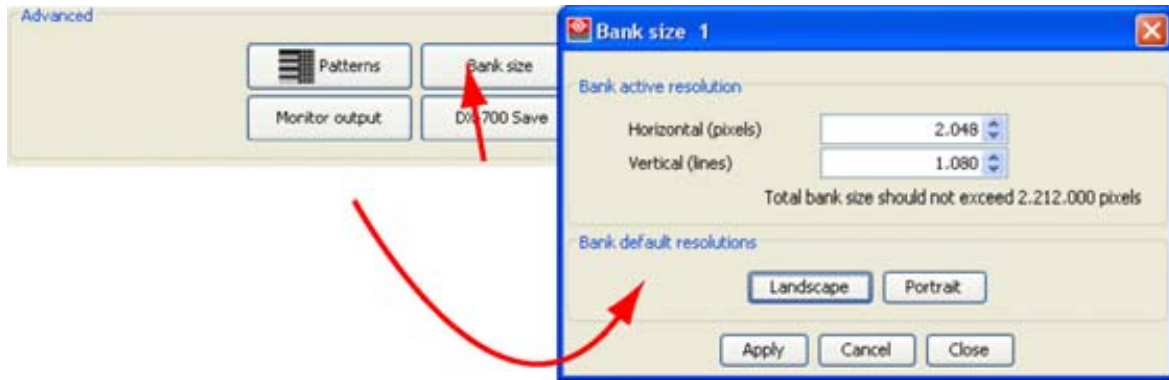 Advanced
Patterns
Bank size
Monitor output
Save
Bank size 1
Bank active resolution
Horizontal (pixels) 2.048
Vertical (lines) 1.080
Total bank size should not exceed 2.212.000 pixels
Bank default resolutions
Landscape Portrait
Apply Cancel Close